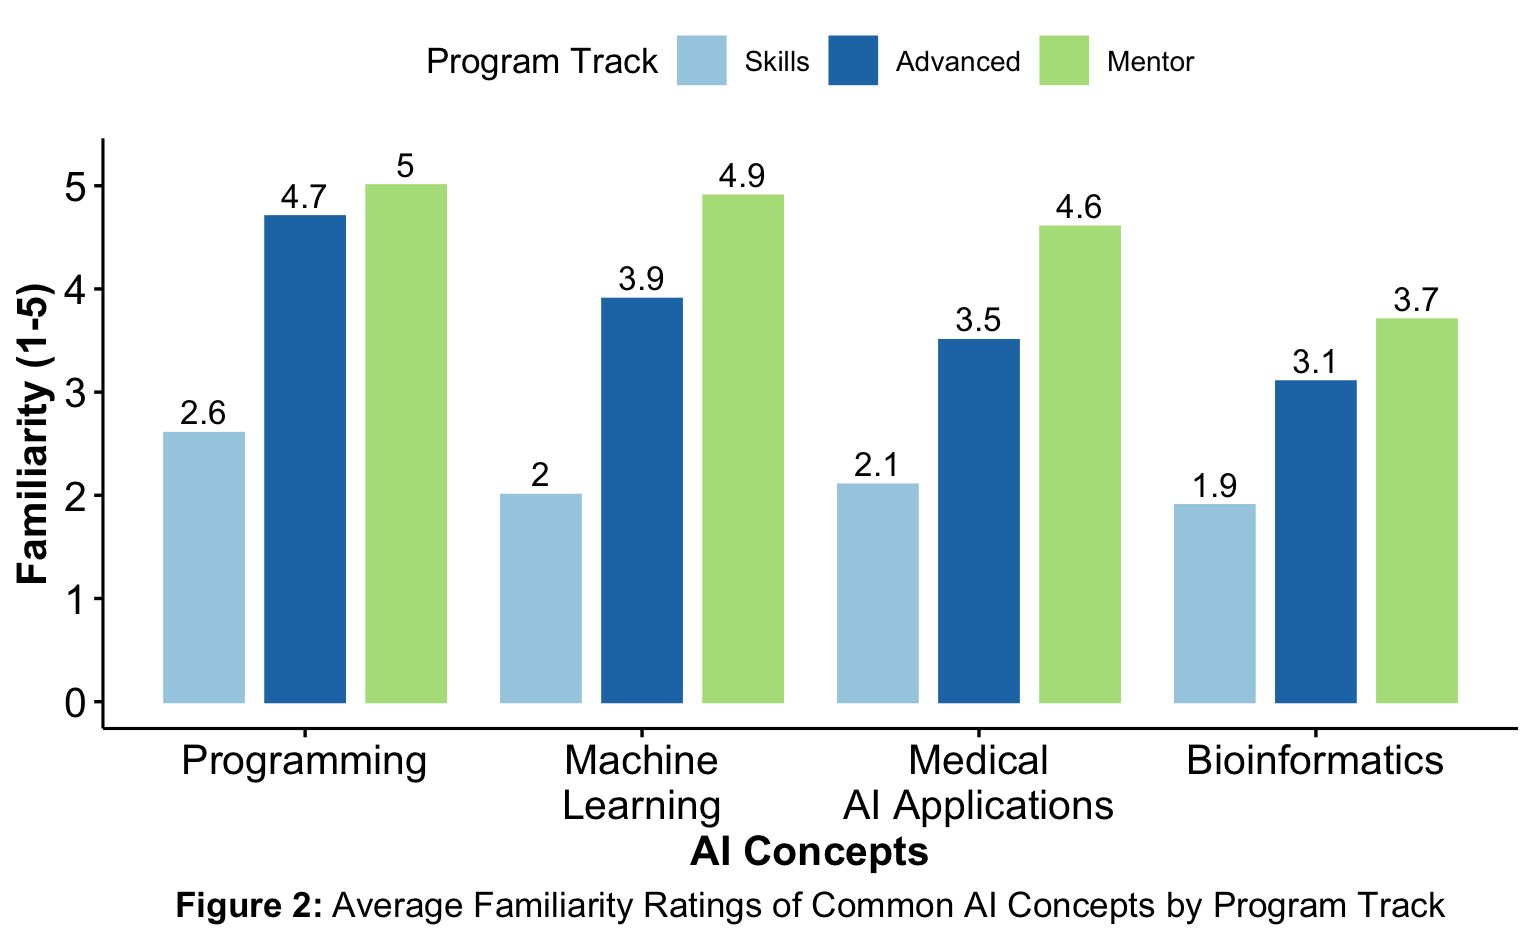 Program Track Skills Advanced Mentor
Familiarity (1-5)
5
4
3
2
1
0
2.6
4.7
5
2
3.9
4.9
2.1
3.5
4.6
1.9
3.1
3.7
Programming
Machine
Learning
Medical
AI Applications
Bioinformatics
AI Concepts
Figure 2: Average Familiarity Ratings of Common AI Concepts by Program Track